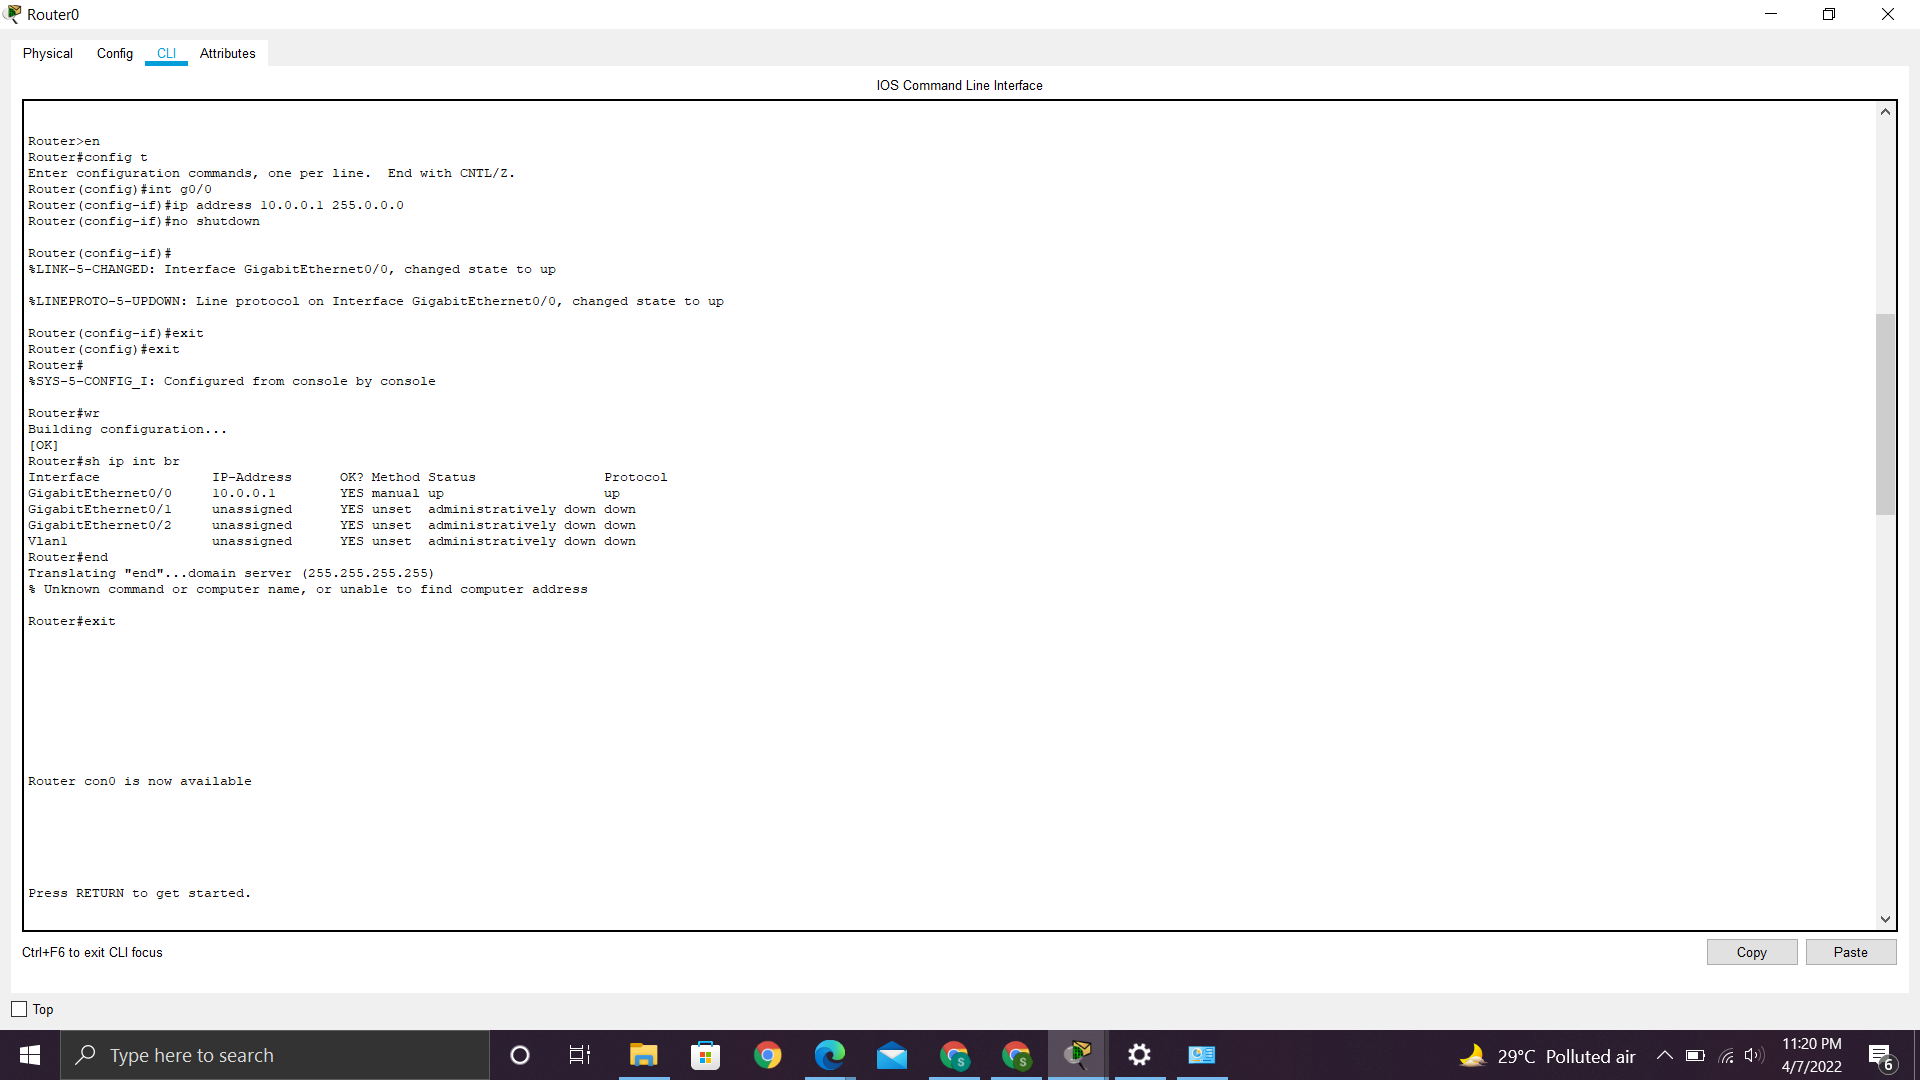 Router0
Physical Config CLI Attributes
IOS Command Line Interface
Router>en
Router#config t
Enter configuration commands, one per line.  End with CNTL/Z.
Router(config)#int g0/0
Router(config-if)#ip address 10.0.0.1 255.0.0.0
Router(config-if)#no shutdown
Router(config-if)#
%LINK-5-CHANGED: Interface GigabitEthernet0/0, changed state to up
%LINEPROTO-5-UPDOWN: Line protocol on Interface GigabitEthernet0/0, changed state to up
Router(config-if)#exit
Router(config)#exit
Router#
%SYS-5-CONFIG_I: Configured from console by console
Router#wr
Building configuration...
[OK]
Router#sh ip int br
Interface IP-Address OK? Method Status Protocol
GigabitEthernet0/0 10.0.0.1 YES manual up up
GigabitEthernet0/1 unassigned YES unset administratively down down
GigabitEthernet0/2 unassigned YES unset administratively down down
Vlan1 unassigned YES unset administratively down down
Router#end
Translating "end"...domain server (255.255.255.255)
% Unknown command or computer name, or unable to find computer address
Router#exit
Router con0 is now available
Press RETURN to get started.
Ctrl+F6 to exit CLI focus
Copy Paste
Top
Type here to search
S
S
29°C Polluted air
11:20 PM
4/7/2022
6